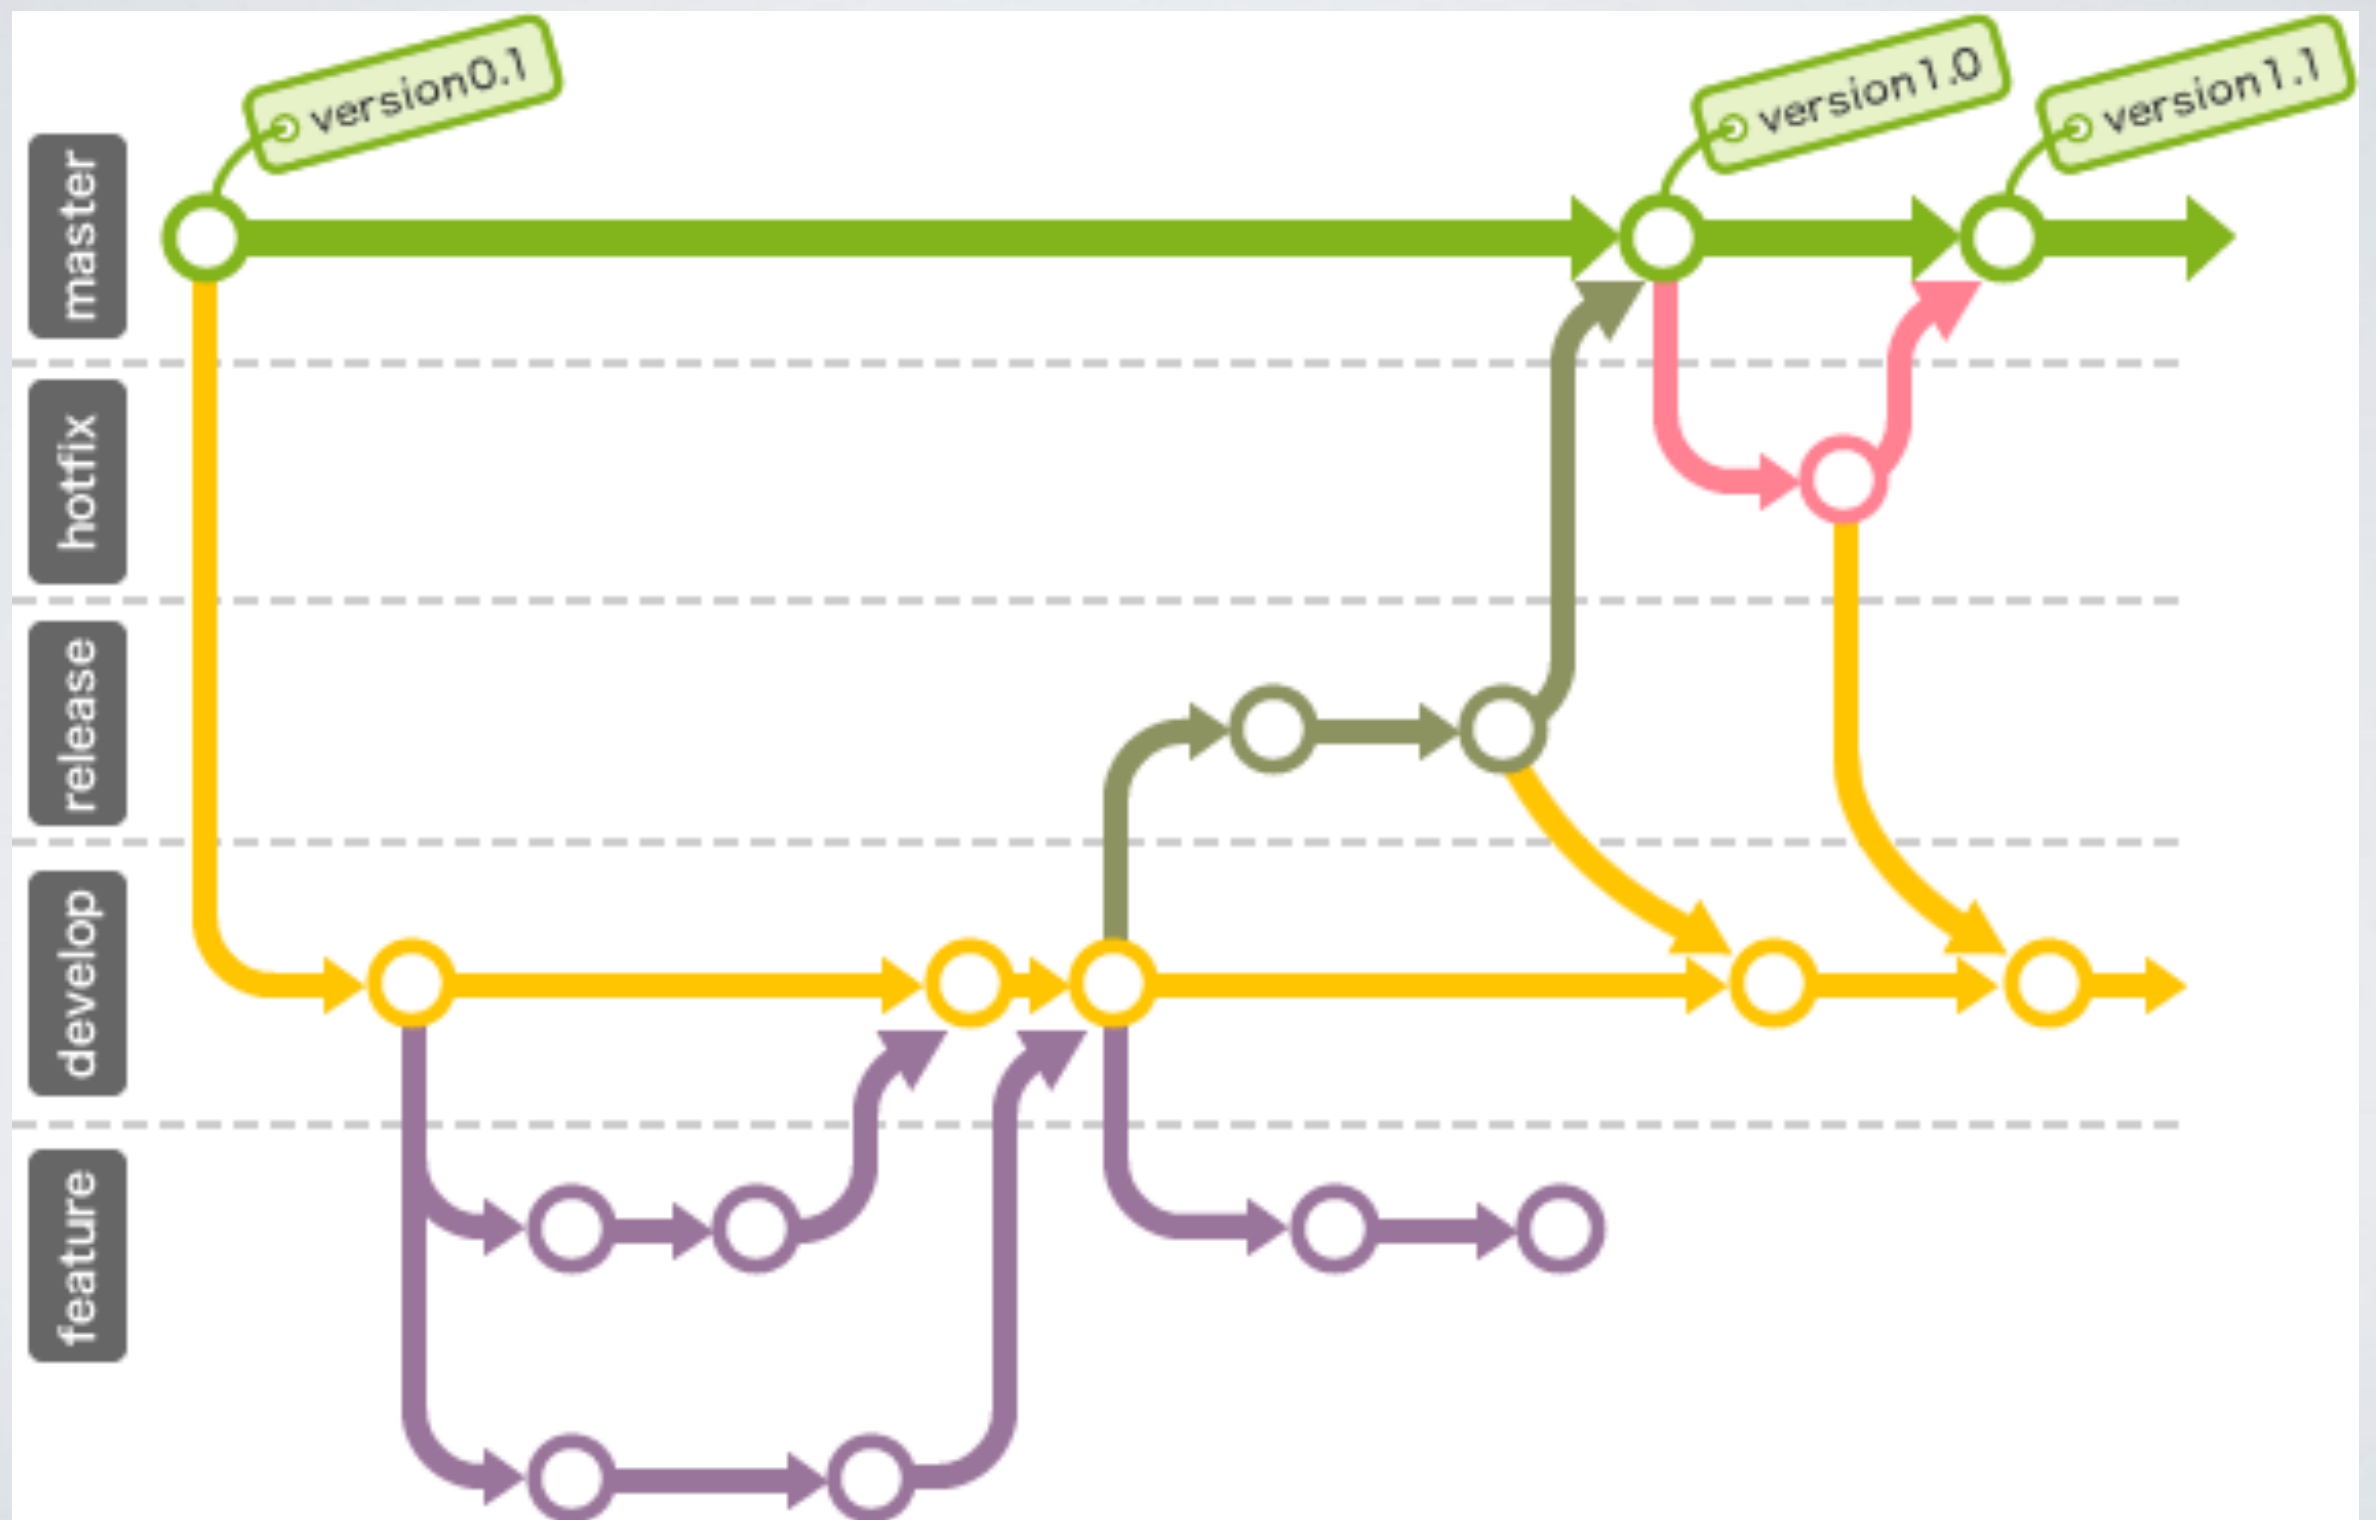 version0.1
version1.0
version1.1
master
hotfix
release
develop
feature